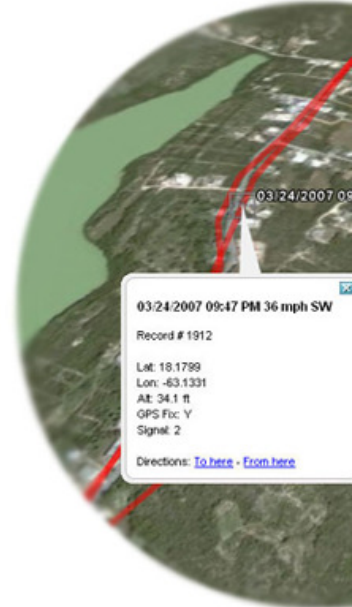 03/24/2007 09
03/24/2007 09:47 PM 36 mph SW
Record # 1912
Lat: 18.1799
Lon: -63.1331
Alt: 34.1 ft
GPS Fix: Y
Signal: 2
Directions: To here - From here